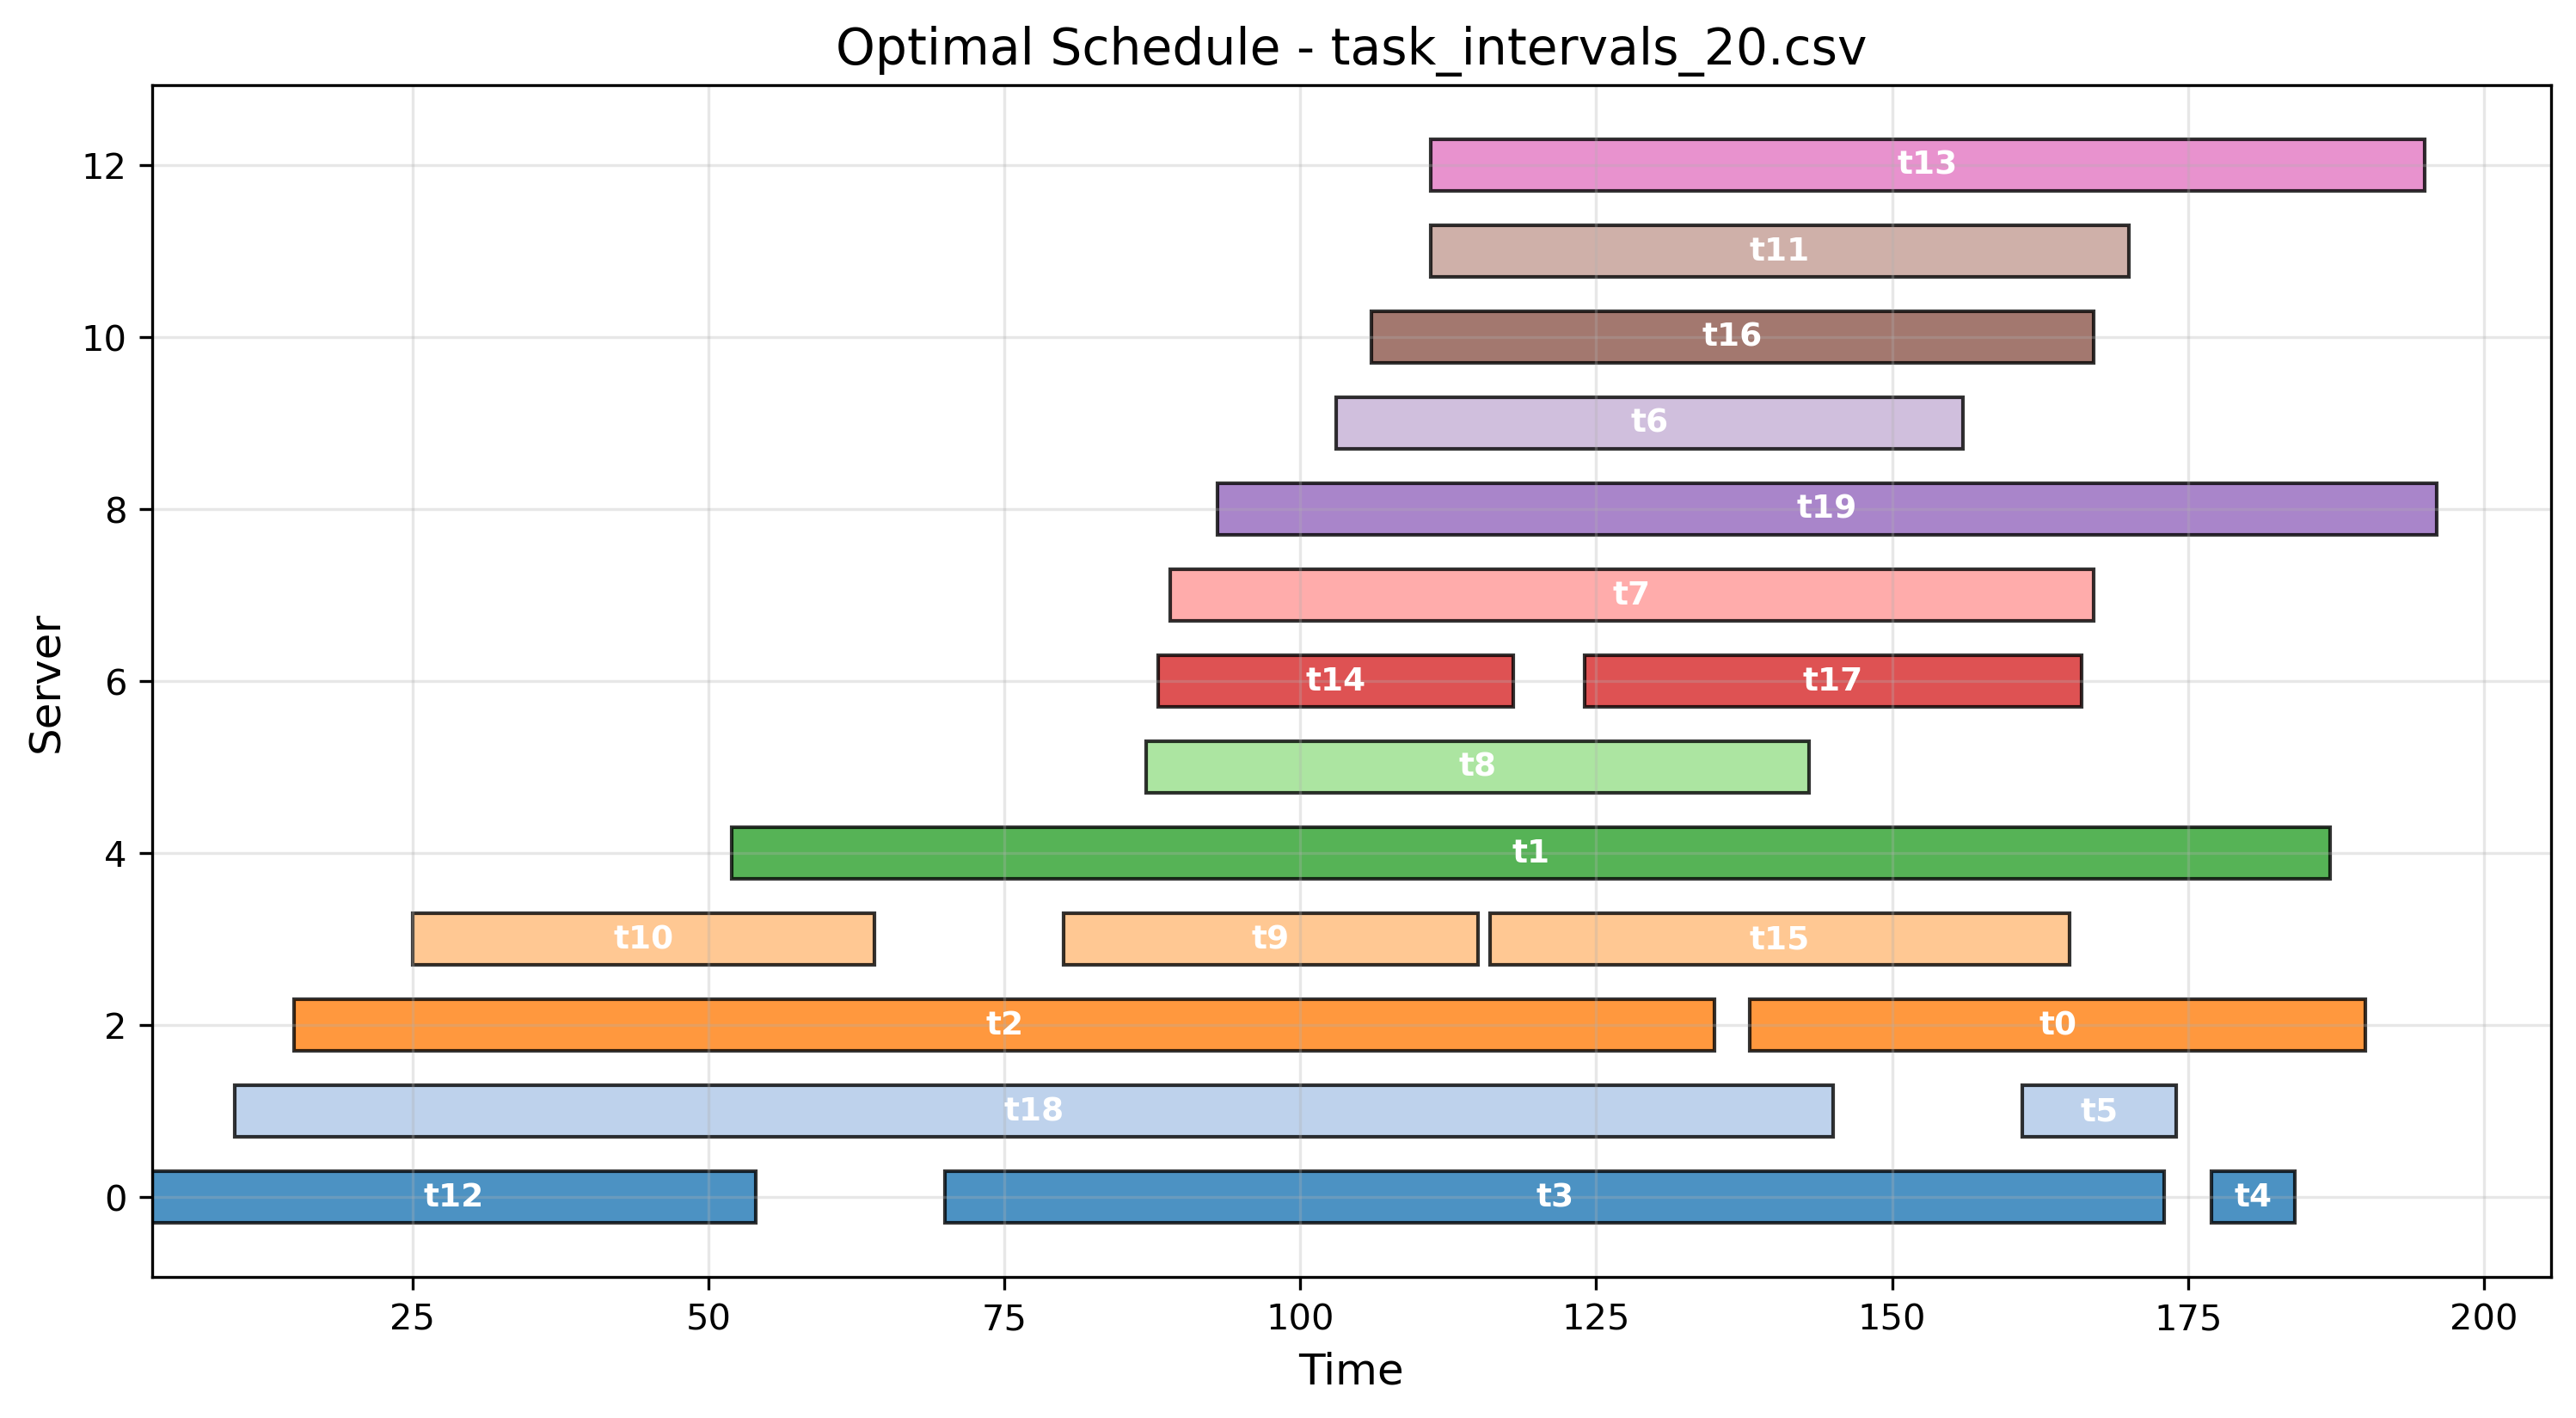 Optimal Schedule - task_intervals_20.csv
12
t13
t11
10
t16
t6
8
t19
t7
6
t14 t17
t8
4
t1
t10 t9 t15
2
t2 t0
t18 t5
0
t12 t3 t4
Server
25 50 75 100 125 150 175 200
Time